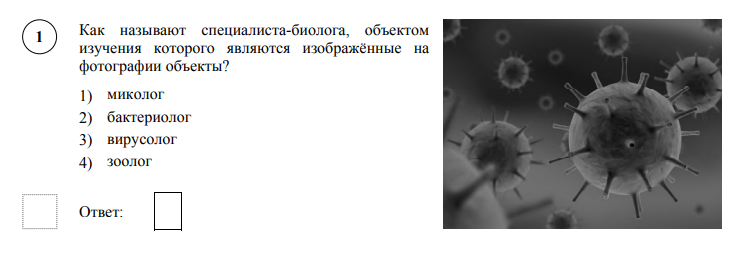 1
Как называют специалиста-биолога, объектом
изучения которого являются изображённые на
фотографии объекты?
1) миколог
2) бактериолог
3) вирусолог
4) зоолог
Ответ: